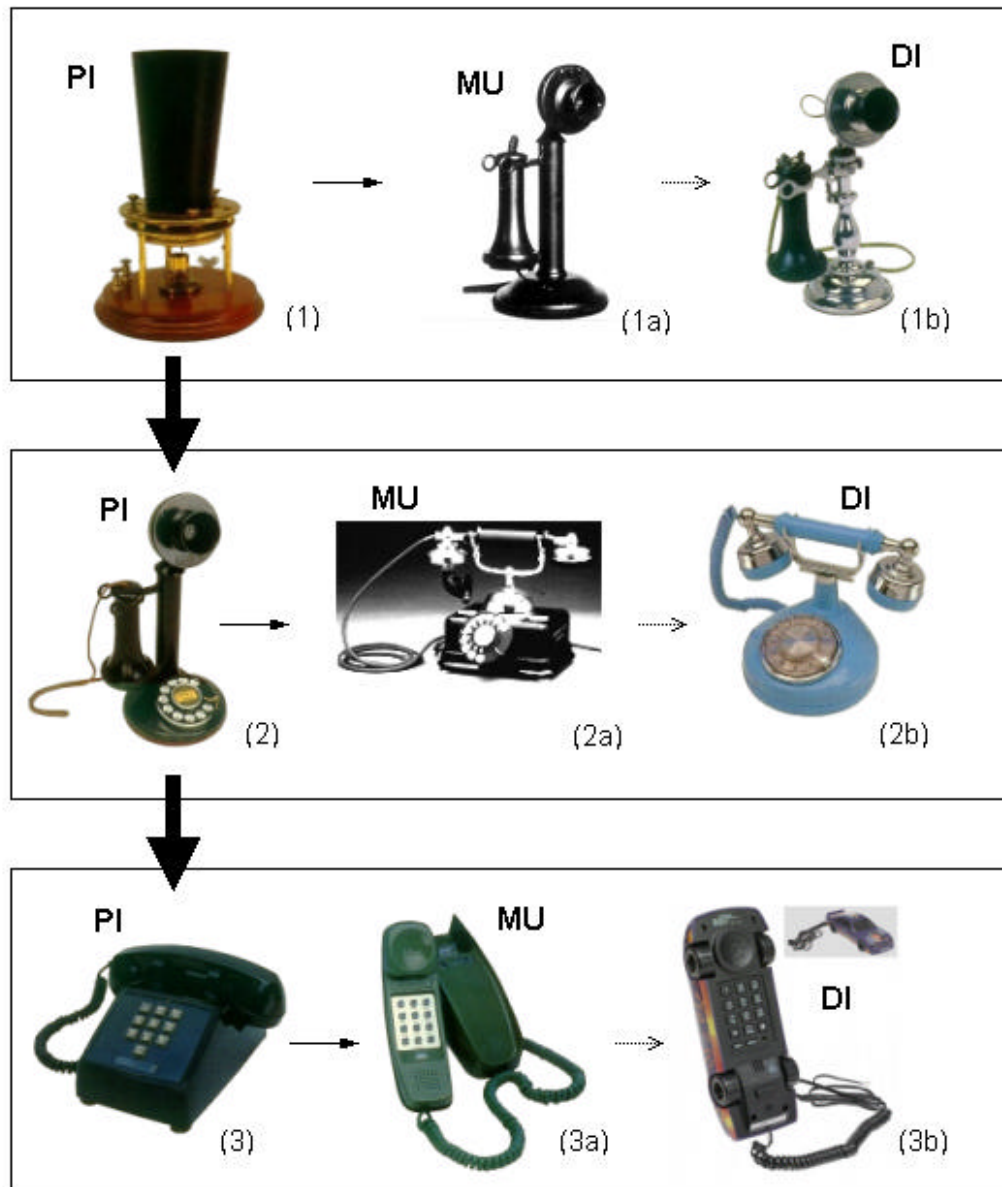 PI
MU
DI
(1)
(1a)
(1b)
PI
MU
DI
(2)
(2a)
(2b)
PI
MU
DI
(3)
(3a)
(3b)